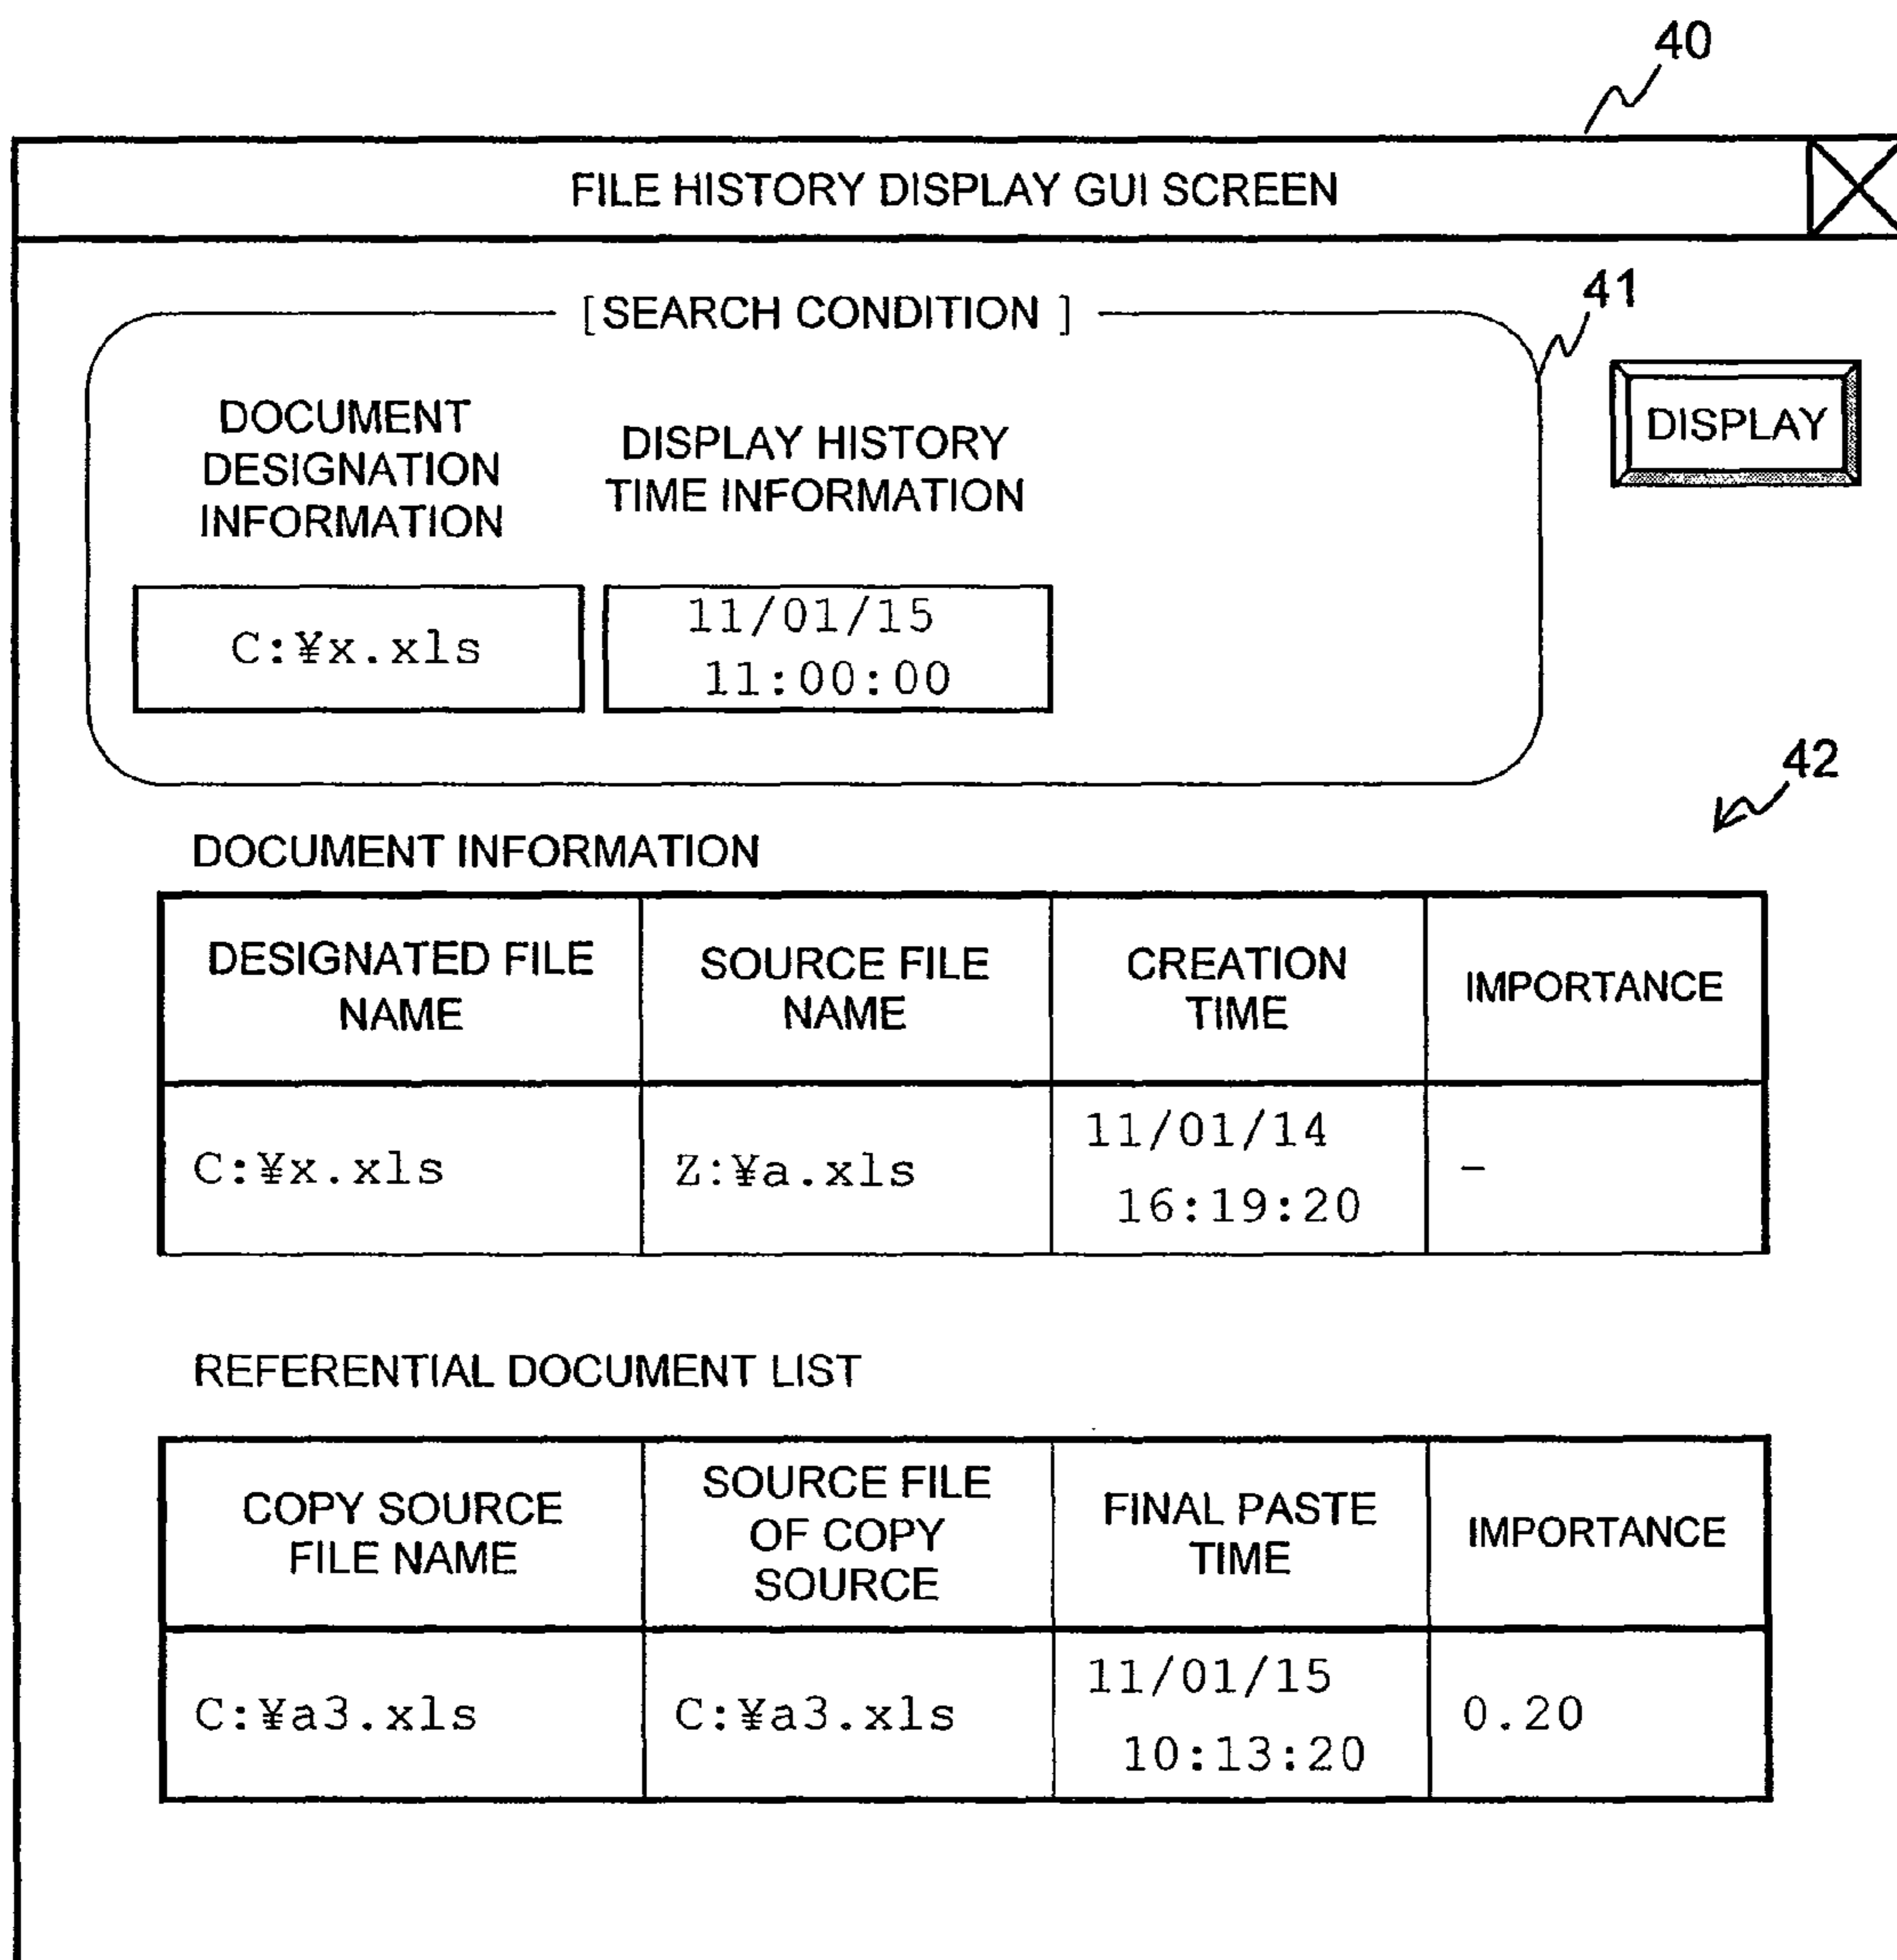 40
FILE HISTORY DISPLAY GUI SCREEN
[SEARCH CONDITION ]
41
DOCUMENT
DESIGNATION
INFORMATION
DISPLAY HISTORY
TIME INFORMATION
DISPLAY
C:¥x.xls
11/01/15
11:00:00
42
DOCUMENT INFORMATION
DESIGNATED FILE
NAME
SOURCE FILE
NAME
CREATION
TIME
IMPORTANCE
C:¥x.xls
Z:¥a.xls
11/01/14
16:19:20
–
REFERENTIAL DOCUMENT LIST
COPY SOURCE
FILE NAME
SOURCE FILE
OF COPY
SOURCE
FINAL PASTE
TIME
IMPORTANCE
C:¥a3.xls
C:¥a3.xls
11/01/15
10:13:20
0.20